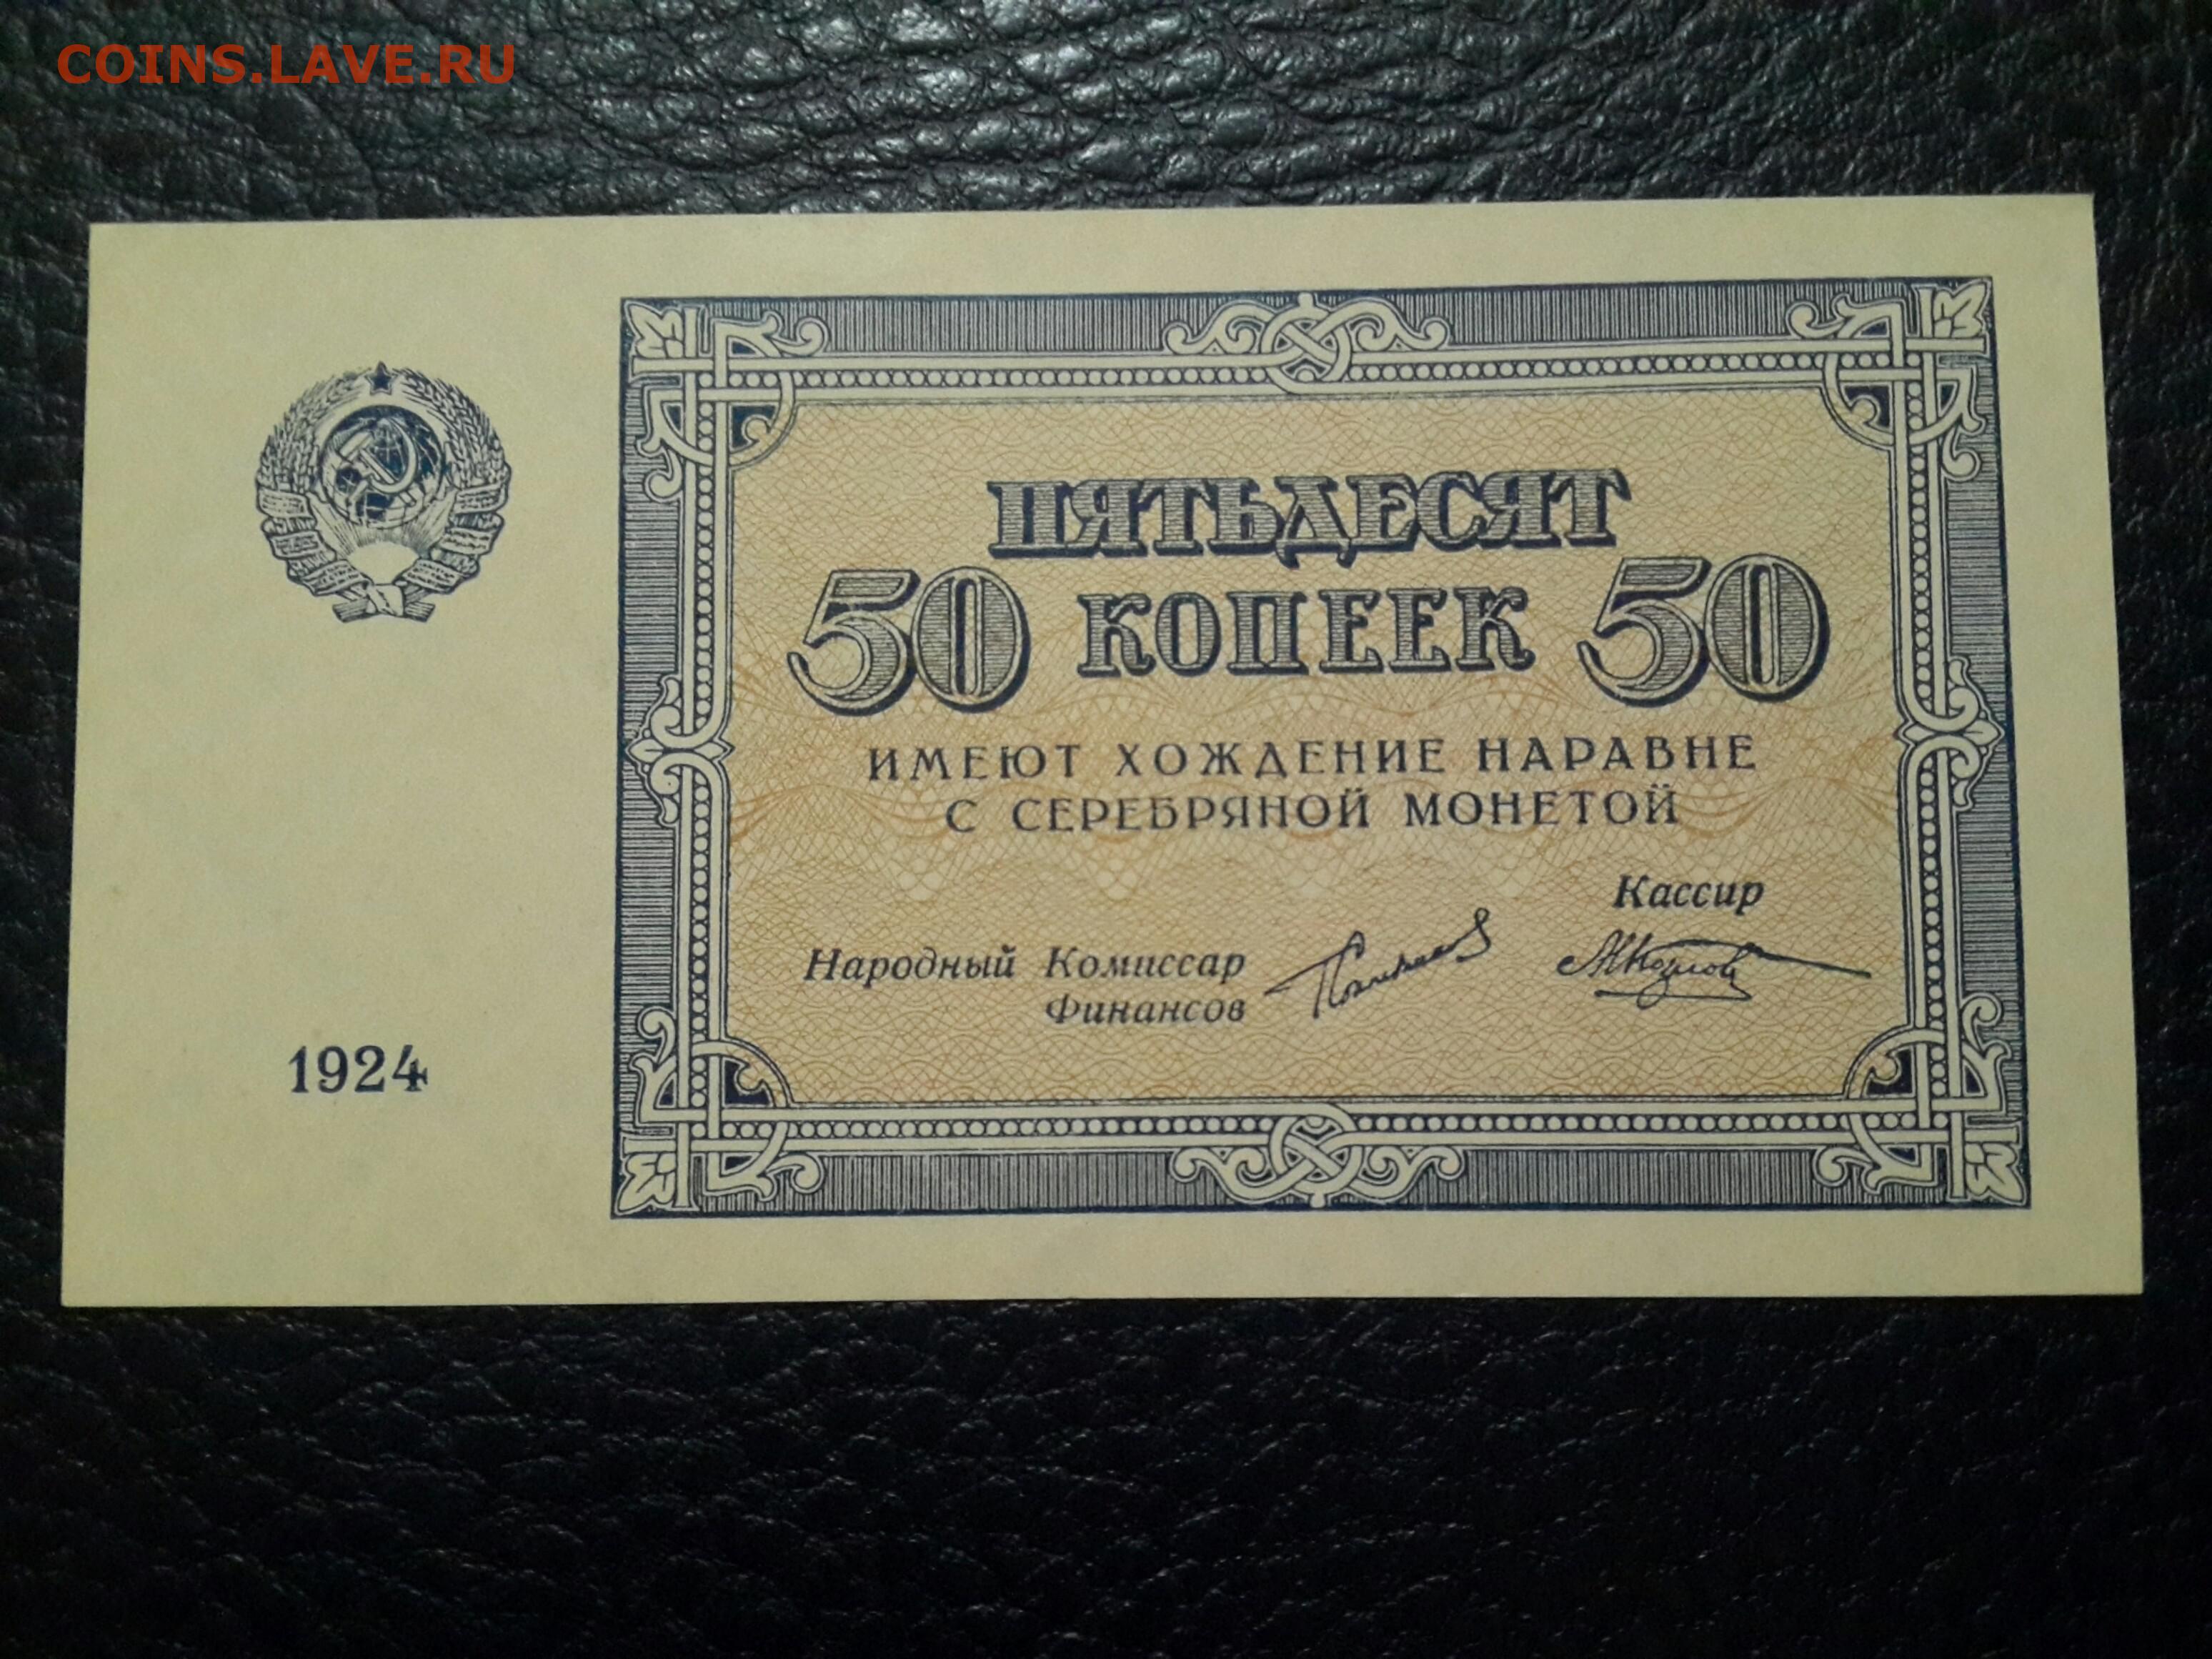 COINS.LAVE.RU
ПЯТЬДЕСЯТ
50 КОПЕЕК 50
ИМЕЮТ ХОЖДЕНИЕ НАРАВНЕ
С СЕРЕБРЯНОЙ МОНЕТОЙ
Кассир
Народный Комиссар
Финансов
1924